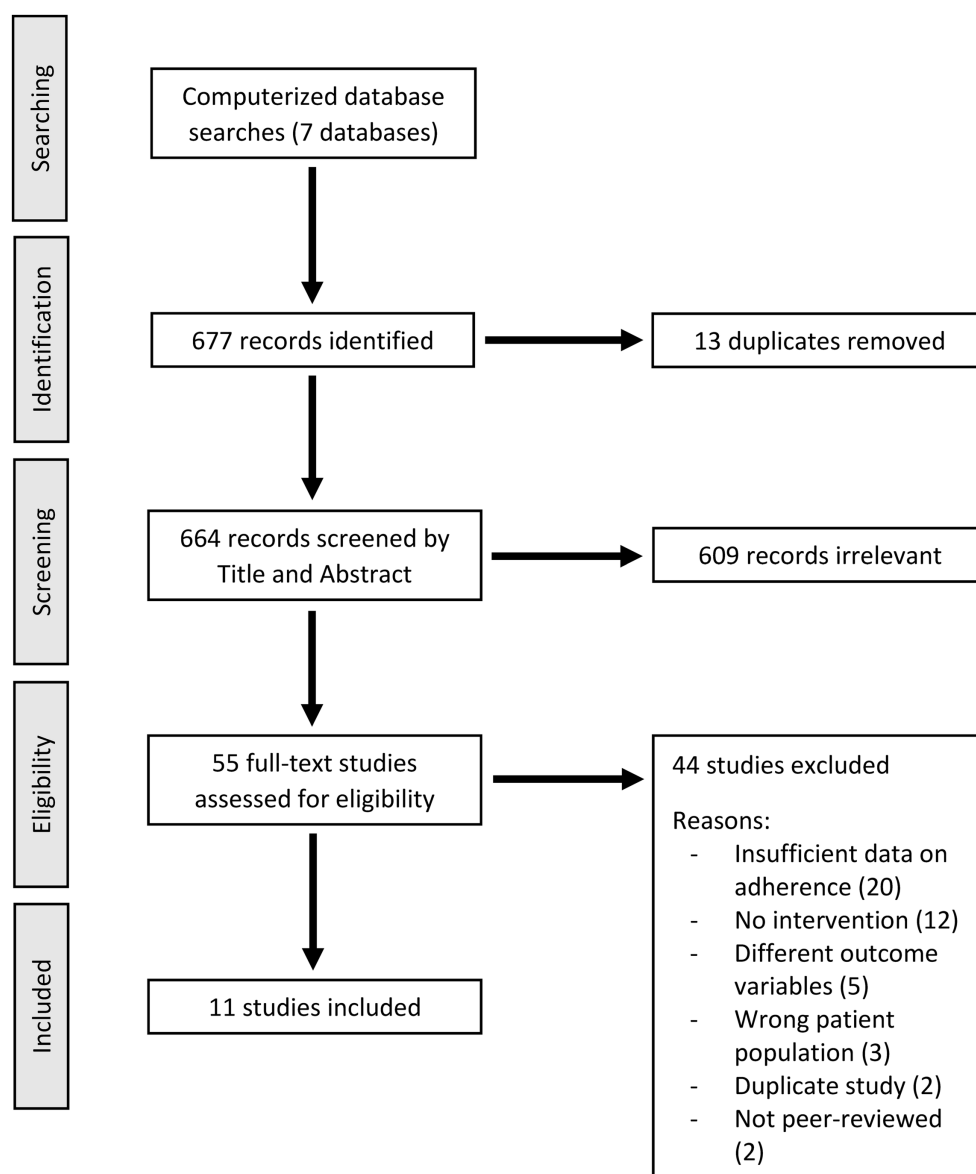 Searching
Computerized database
searches (7 databases)
Identification
677 records identified
13 duplicates removed
Screening
664 records screened by
Title and Abstract
609 records irrelevant
Eligibility
55 full-text studies
assessed for eligibility
44 studies excluded
Reasons:
- Insufficient data on
adherence (20)
- No intervention (12)
- Different outcome
variables (5)
- Wrong patient
population (3)
- Duplicate study (2)
- Not peer-reviewed
(2)
Included
11 studies included